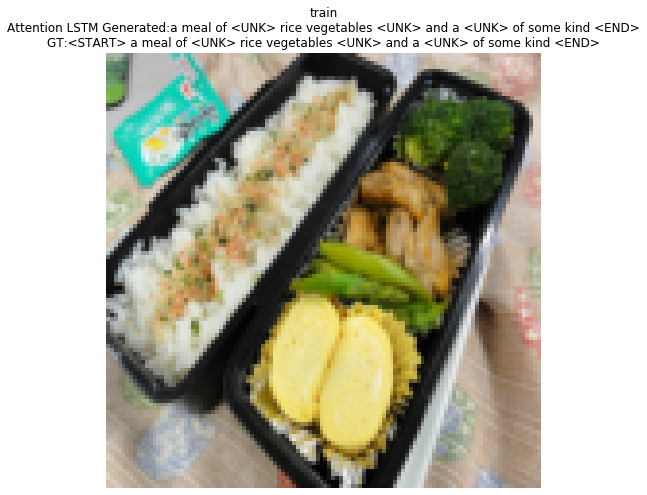 train
Attention LSTM Generated:a meal of <UNK> rice vegetables <UNK> and a <UNK> of some kind <END>
GT:<START> a meal of <UNK> rice vegetables <UNK> and a <UNK> of some kind <END>